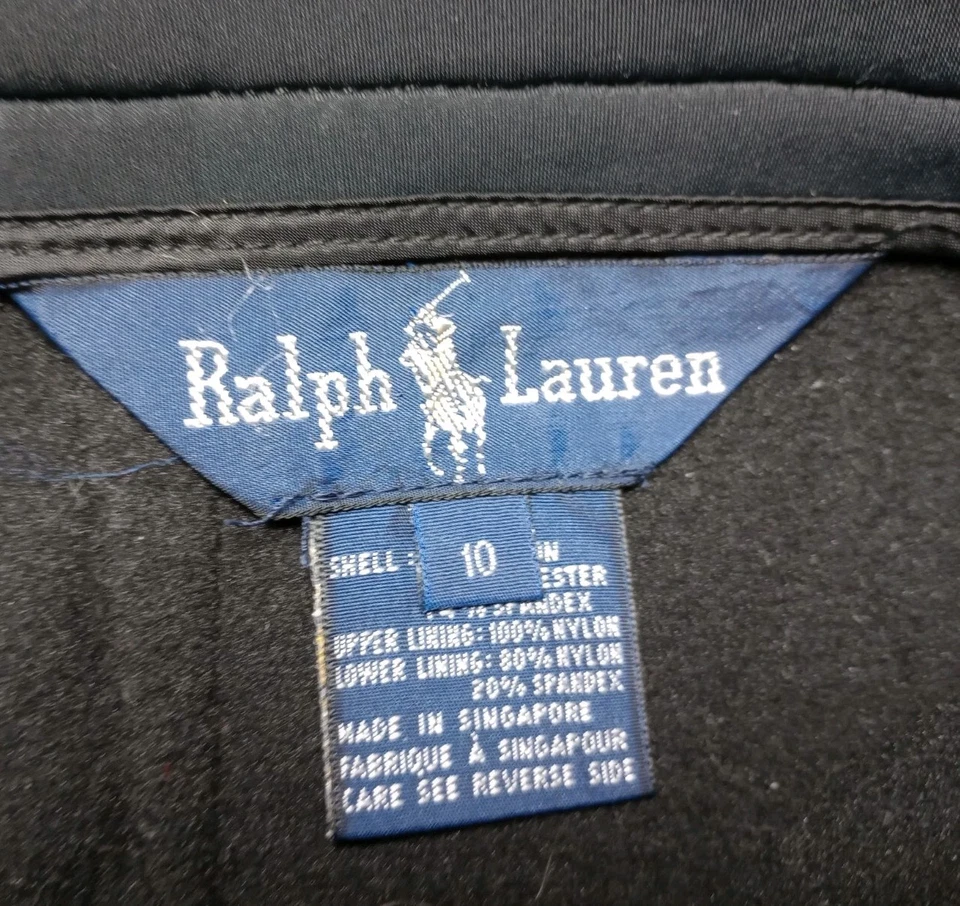 Ralph Lauren
10
SHELL :
UPPER LINING: 100% NYLON
LOWER LINING: 80% NYLON
20% SPANDEX
MADE IN SINGAPORE
FABRIQUE À SINGAPOUR
CARE SEE REVERSE SIDE